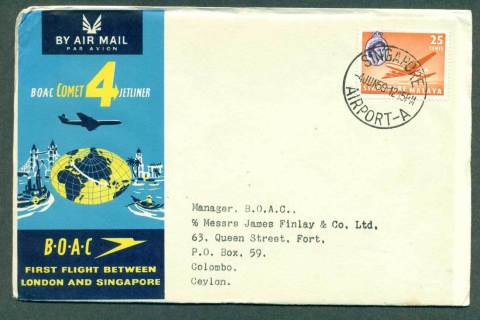 BY AIR MAIL
PAR AVION
BOAC COMET 4 JETLINER
B·O·A·C
FIRST FLIGHT BETWEEN
LONDON AND SINGAPORE
25
CENTS
MALAYA
SINGAPORE
AIRPORT-A
Manager, B.O.A.C.,
% Messrs James Finlay & Co. Ltd,
63. Queen Street, Fort,
P.O. Box, 59.
Colombo.
Ceylon.